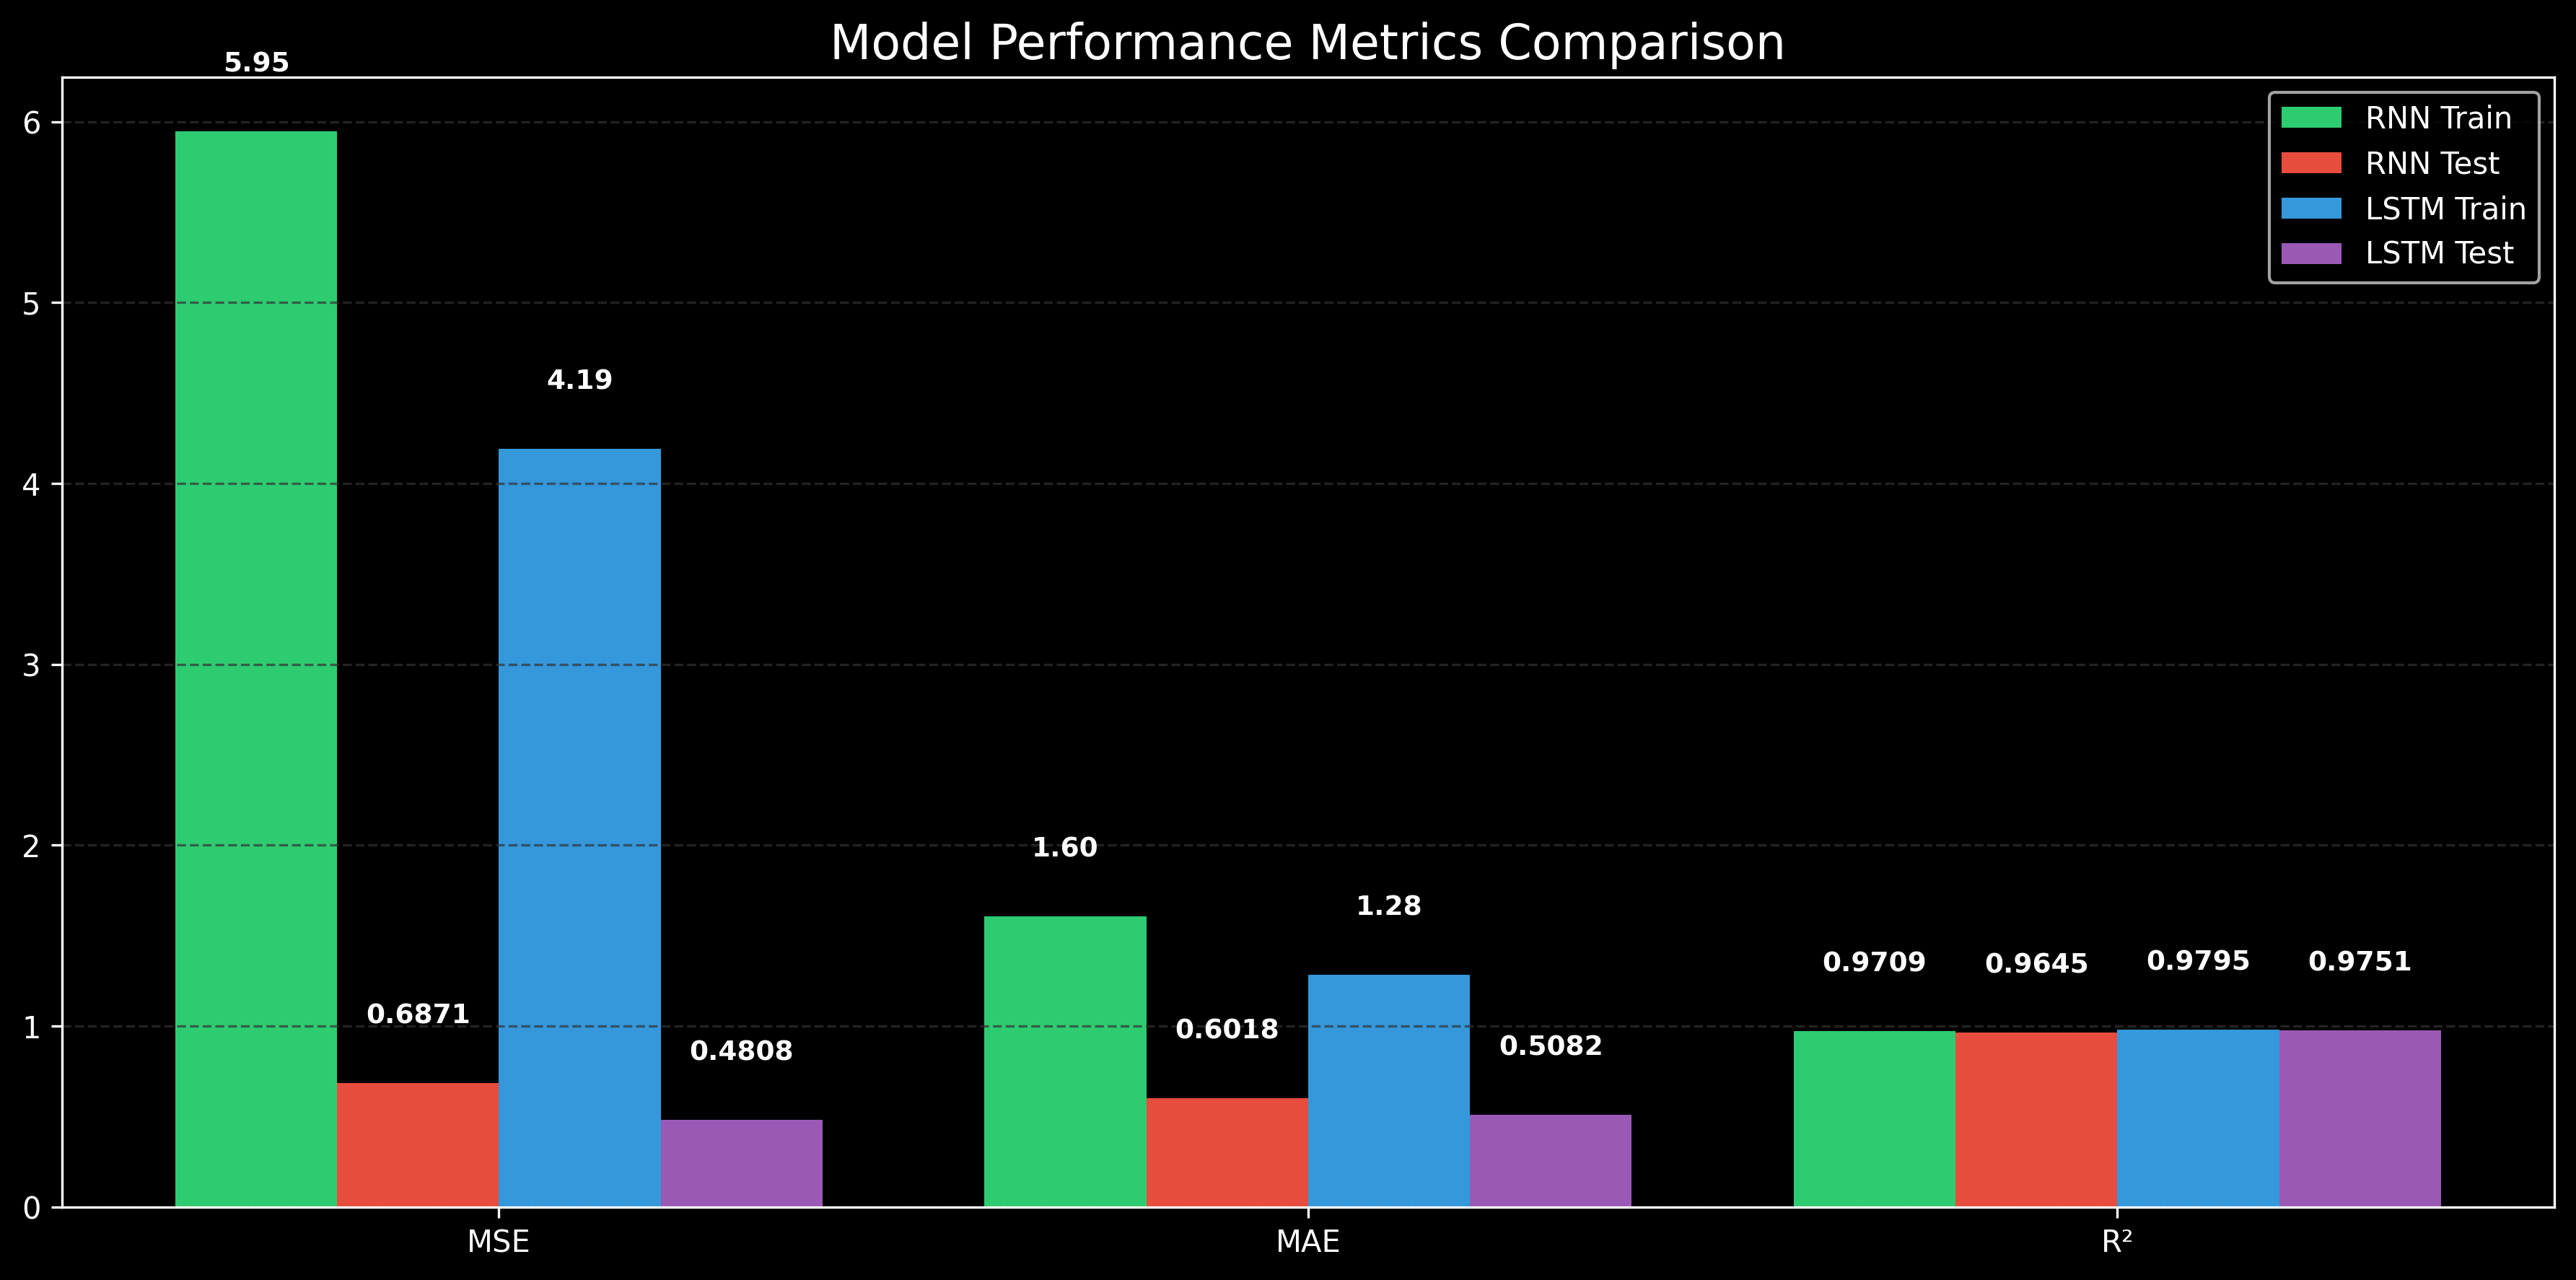 Model Performance Metrics Comparison
5.95
6
5
4
3
2
1
0
4.19
0.6871
0.4808
1.60
1.28
0.6018
0.5082
0.9709
0.9645
0.9795
0.9751
RNN Train
RNN Test
LSTM Train
LSTM Test
MSE
MAE
R²